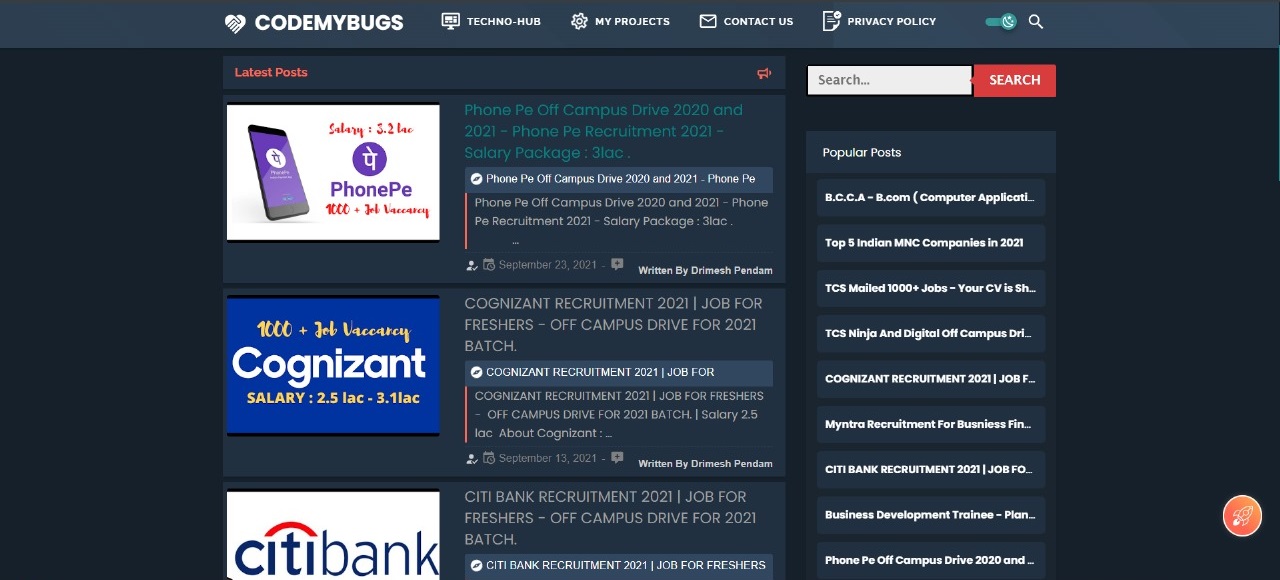 CODEMYBUGS
TECHNO-HUB
MY PROJECTS
CONTACT US
PRIVACY POLICY
Latest Posts
Salary : 3.2 lac
पे
PhonePe
PhonePe
1000 + Job Vaccancy
Phone Pe Off Campus Drive 2020 and
2021 - Phone Pe Recruitment 2021 -
Salary Package : 3lac .
Phone Pe Off Campus Drive 2020 and 2021 - Phone Pe
Phone Pe Off Campus Drive 2020 and 2021 - Phone
Pe Recruitment 2021 - Salary Package : 3lac .
...
September 23, 2021 -
Written By Drimesh Pendam
1000 + Job Vaccancy
Cognizant
SALARY : 2.5 lac - 3.1lac
COGNIZANT RECRUITMENT 2021 | JOB FOR
FRESHERS - OFF CAMPUS DRIVE FOR 2021
BATCH.
COGNIZANT RECRUITMENT 2021 | JOB FOR
COGNIZANT RECRUITMENT 2021 | JOB FOR FRESHERS
- OFF CAMPUS DRIVE FOR 2021 BATCH. | Salary 2.5
lac About Cognizant : ...
September 13, 2021 -
Written By Drimesh Pendam
citibank
CITI BANK RECRUITMENT 2021 | JOB FOR
FRESHERS - OFF CAMPUS DRIVE FOR 2021
BATCH.
CITI BANK RECRUITMENT 2021 | JOB FOR FRESHERS
Search...
SEARCH
Popular Posts
B.C.C.A - B.com ( Computer Applicati...
Top 5 Indian MNC Companies in 2021
TCS Mailed 1000+ Jobs - Your CV is Sh...
TCS Ninja And Digital Off Campus Dri...
COGNIZANT RECRUITMENT 2021 | JOB F...
Myntra Recruitment For Busniess Fin...
CITI BANK RECRUITMENT 2021 | JOB FO...
Business Development Trainee - Plan...
Phone Pe Off Campus Drive 2020 and ...